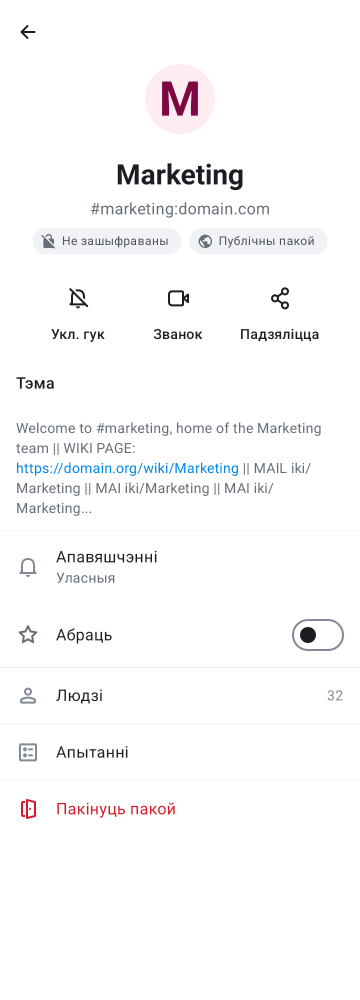 M
Marketing
#marketing:domain.com
Не зашыфраваны
Публічны пакой
Укл. гук
Званок
Падзяліцца
Тэма
Welcome to #marketing, home of the Marketing
team || WIKI PAGE:
https://domain.org/wiki/Marketing || MAIL iki/
Marketing || MAI iki/Marketing || MAI iki/
Marketing...
Апавяшчэнні
Уласныя
Абраць
Людзі
32
Апытанні
Пакінуць пакой